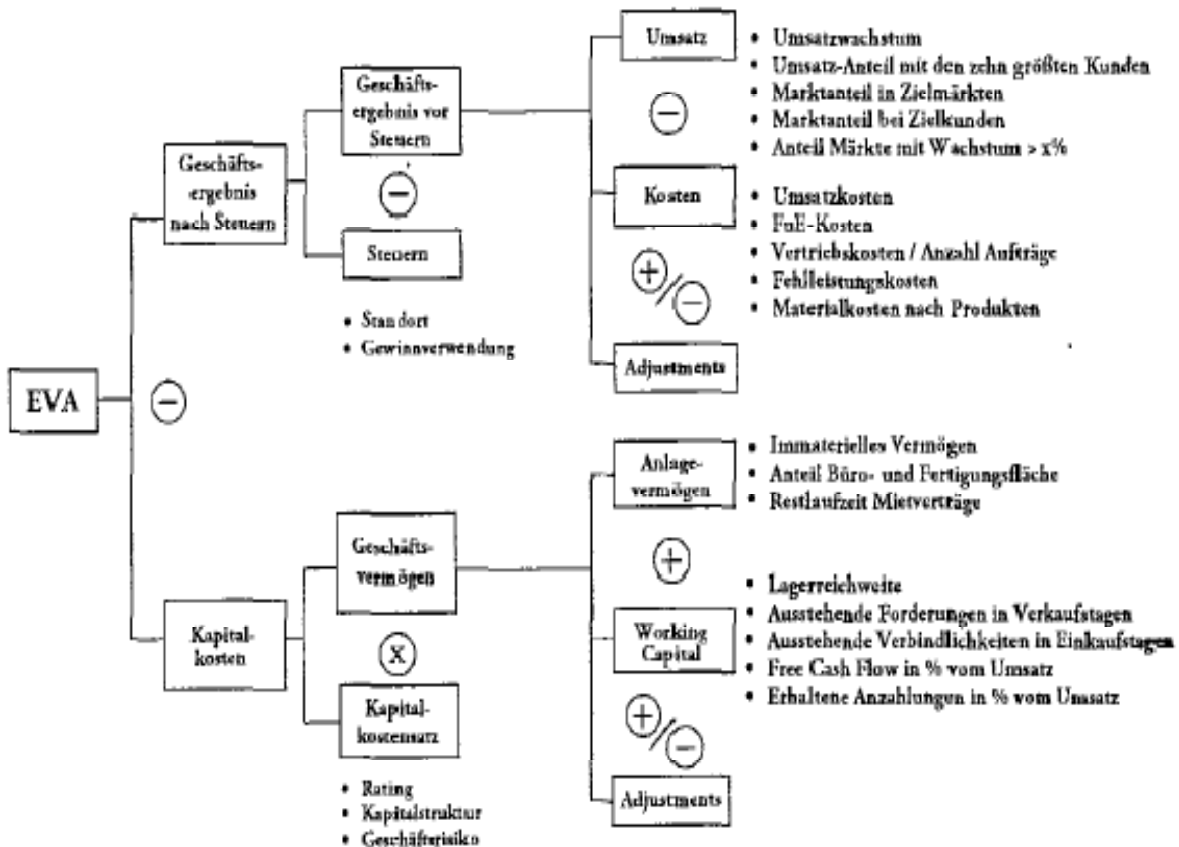 Umsatz
• Umsatzwachstum
• Umsatz-Anteil mit den zehn größten Kunden
• Marktanteil in Zielmärkten
• Marktanteil bei Zielkunden
• Anteil Märkte mit Wachstum > x%
−
Geschäfts-
ergebnis vor
Steuern
−
Steuern
• Standort
• Gewinnverwendung
Geschäfts-
ergebnis
nach Steuern
Kosten
• Umsatzkosten
• FuE-Kosten
• Vertriebskosten / Anzahl Aufträge
• Fehlleistungskosten
• Materialkosten nach Produkten
+/−
Adjustments
EVA
−
Anlage-
vermögen
• Immaterielles Vermögen
• Anteil Büro- und Fertigungsfläche
• Restlaufzeit Mietverträge
+
Geschäfts-
vermögen
X
Kapital-
kosten
Kapital-
kostensatz
• Rating
• Kapitalstruktur
• Geschäftsrisiko
Working
Capital
• Lagerreichweite
• Ausstehende Forderungen in Verkaufstagen
• Ausstehende Verbindlichkeiten in Einkaufstagen
• Free Cash Flow in % vom Umsatz
• Erhaltene Anzahlungen in % vom Umsatz
+/−
Adjustments